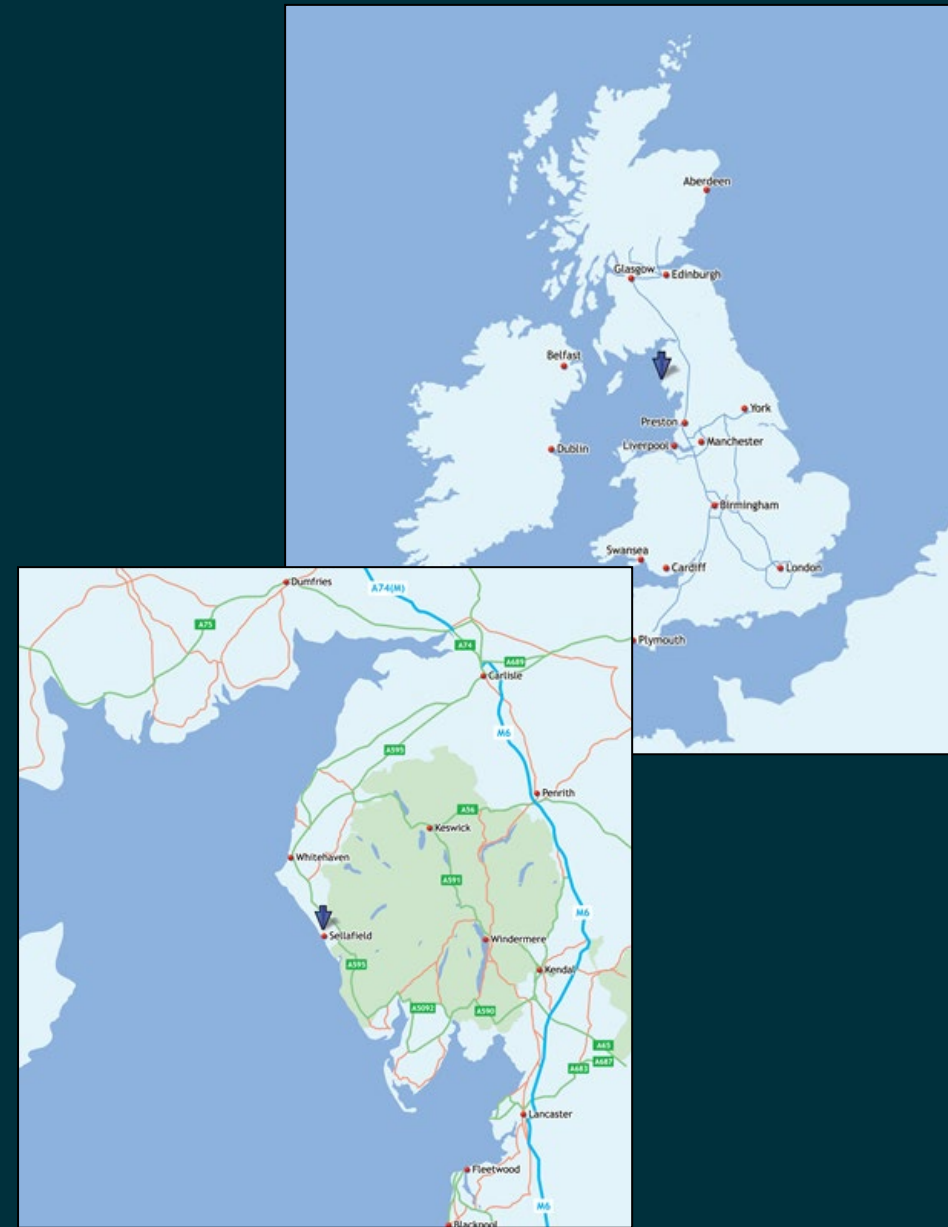 Aberdeen
Glasgow
Edinburgh
Belfast
York
Preston
Manchester
Liverpool
Dublin
Birmingham
Swansea
Cardiff
London
Plymouth
Dumfries
A74(M)
A75
A74
A689
Carlisle
M6
A595
Penrith
A56
Keswick
Whitehaven
A591
M6
Sellafield
Windermere
A595
Kendal
A5092
A590
A65
A687
A683
Lancaster
Fleetwood
M6
Blackpool